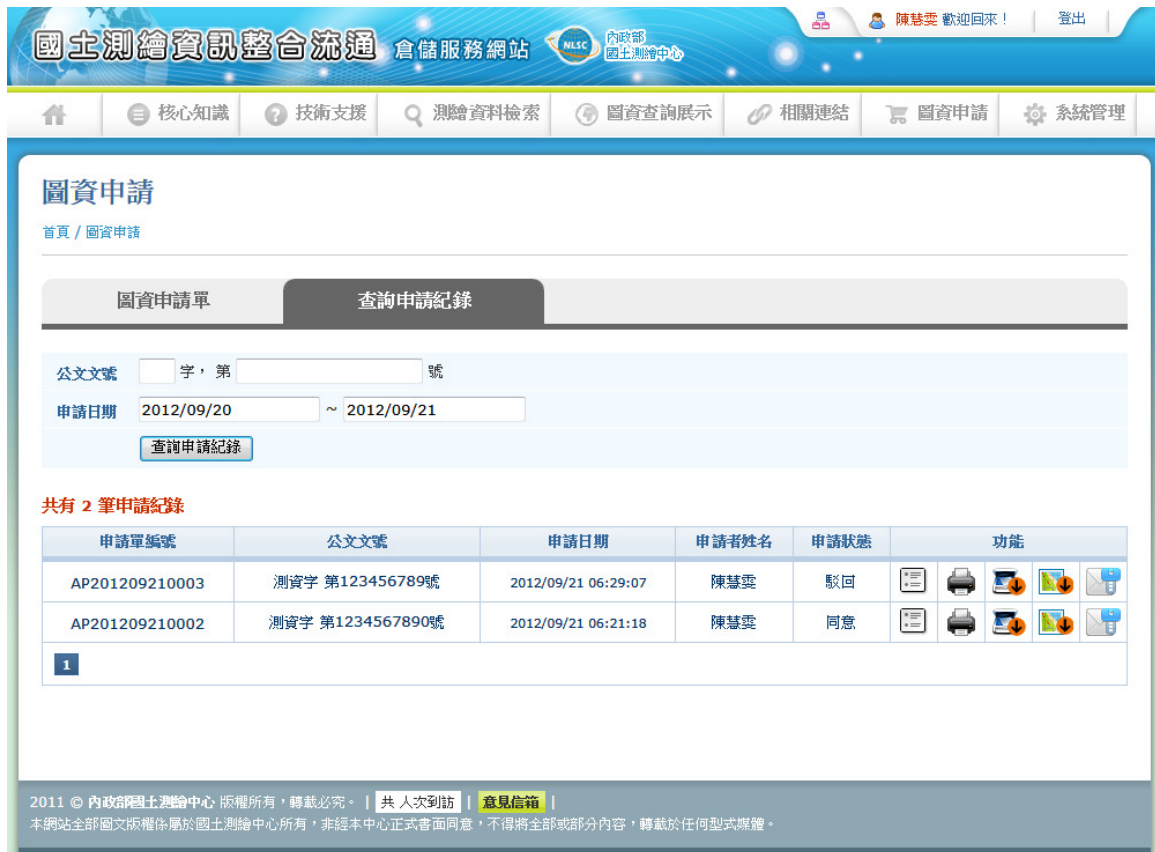 陳慧雯 歡迎回來！ 登出
國土測繪資訊整合流通 倉儲服務網站 NLSC 內政部
國土測繪中心
核心知識 技術支援 測繪資料檢索 圖資查詢展示 相關連結 圖資申請 系統管理
圖資申請
首頁 / 圖資申請
圖資申請單 查詢申請紀錄
公文文號 字，第 號
申請日期 2012/09/20 ~ 2012/09/21
查詢申請紀錄
共有 2 筆申請紀錄
申請單編號 公文文號 申請日期 申請者姓名 申請狀態 功能
AP201209210003 測資字 第123456789號 2012/09/21 06:29:07 陳慧雯 駁回
AP201209210002 測資字 第1234567890號 2012/09/21 06:21:18 陳慧雯 同意
1
2011 © 內政部國土測繪中心 版權所有，轉載必究。 | 共 人次到訪 | 意見信箱 |
本網站全部圖文版權係屬於國土測繪中心所有，非經本中心正式書面同意，不得將全部或部分內容，轉載於任何型式媒體。